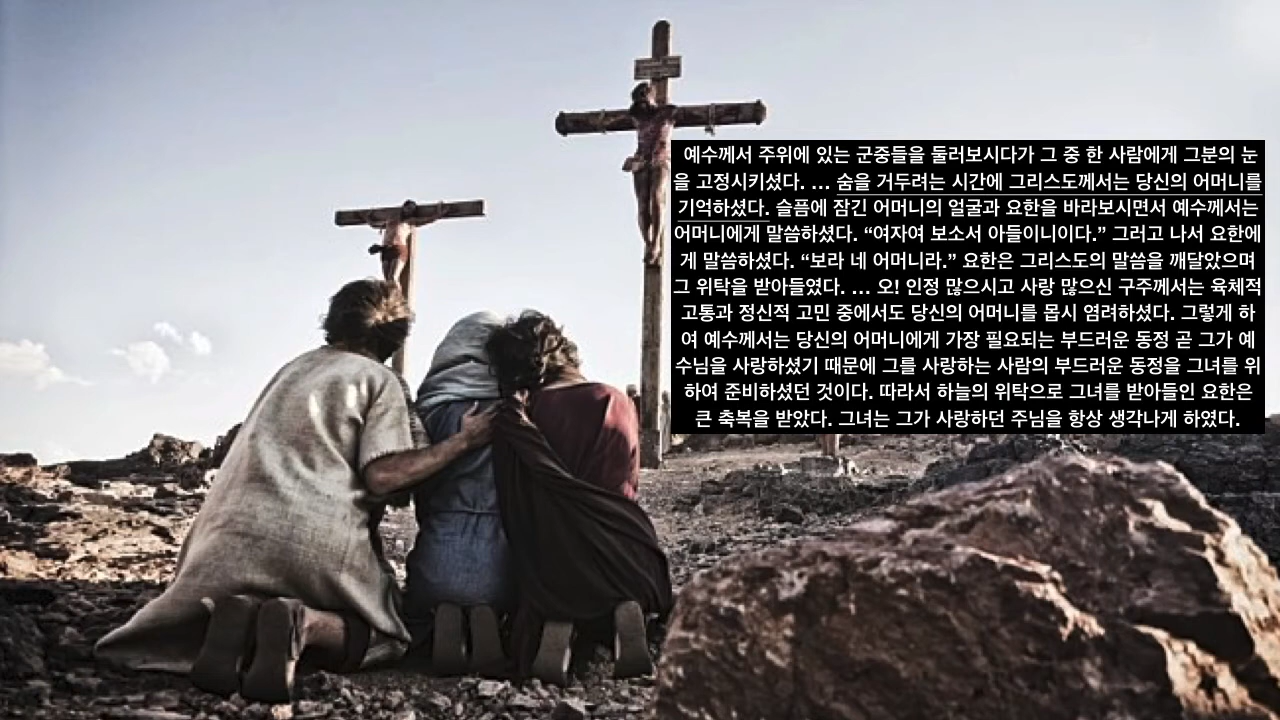 예수께서 주위에 있는 군중들을 둘러보시다가 그 중 한 사람에게 그분의 눈
을 고정시키셨다. … 숨을 거두려는 시간에 그리스도께서는 당신의 어머니를
기억하셨다. 슬픔에 잠긴 어머니의 얼굴과 요한을 바라보시면서 예수께서는
어머니에게 말씀하셨다. “여자여 보소서 아들이니이다.” 그러고 나서 요한에
게 말씀하셨다. “보라 네 어머니라.” 요한은 그리스도의 말씀을 깨달았으며
그 위탁을 받아들였다. … 오! 인정 많으시고 사랑 많으신 구주께서는 육체적
고통과 정신적 고민 중에서도 당신의 어머니를 몹시 염려하셨다. 그렇게 하
여 예수께서는 당신의 어머니에게 가장 필요되는 부드러운 동정 곧 그가 예
수님을 사랑하셨기 때문에 그를 사랑하는 사람의 부드러운 동정을 그녀를 위
하여 준비하셨던 것이다. 따라서 하늘의 위탁으로 그녀를 받아들인 요한은
큰 축복을 받았다. 그녀는 그가 사랑하던 주님을 항상 생각나게 하였다.